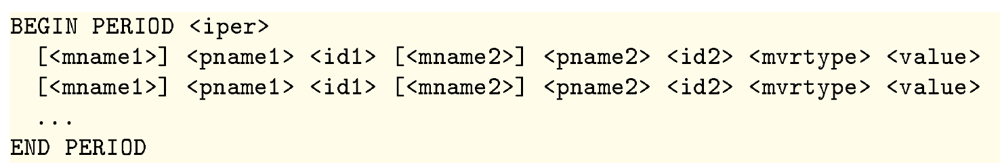 BEGIN PERIOD <iper>
[<mname1>] <pname1> <id1> [<mname2>] <pname2> <id2> <mvrtype> <value>
[<mname1>] <pname1> <id1> [<mname2>] <pname2> <id2> <mvrtype> <value>
...
END PERIOD